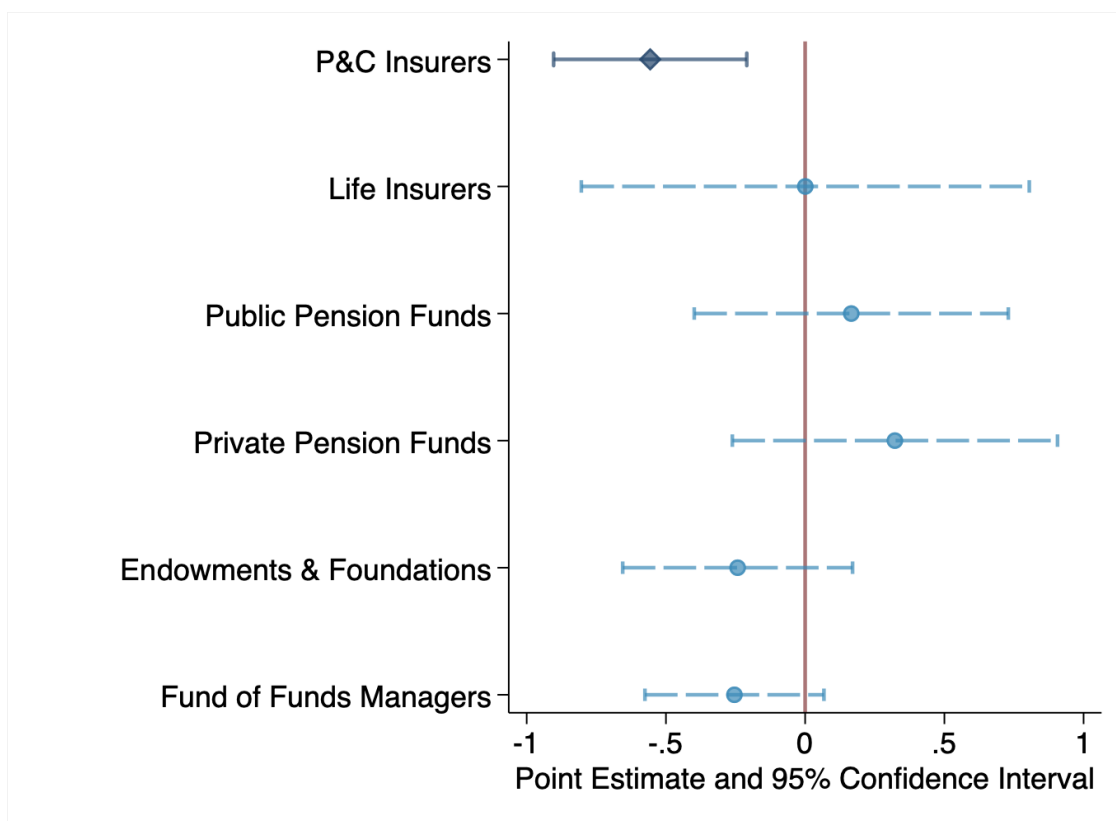 P&C Insurers
Life Insurers
Public Pension Funds
Private Pension Funds
Endowments & Foundations
Fund of Funds Managers
-1 -.5 0 .5 1
Point Estimate and 95% Confidence Interval